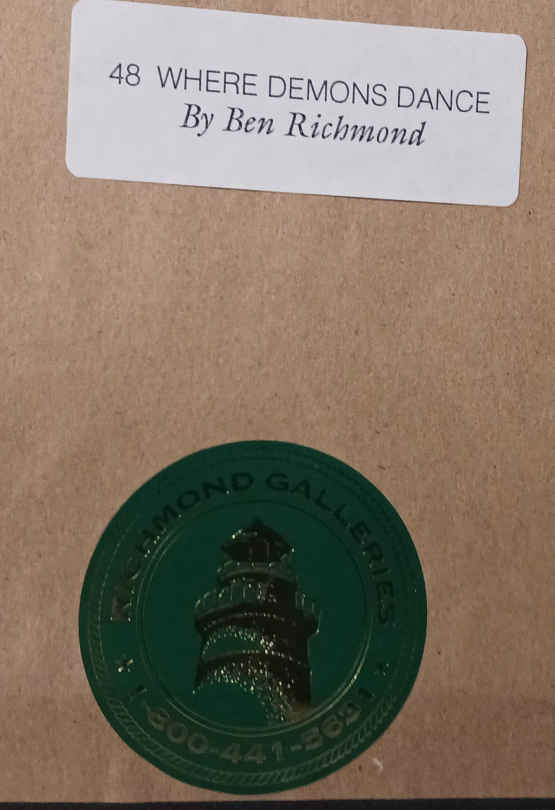 48 WHERE DEMONS DANCE
By Ben Richmond
RICHMOND GALLERIES